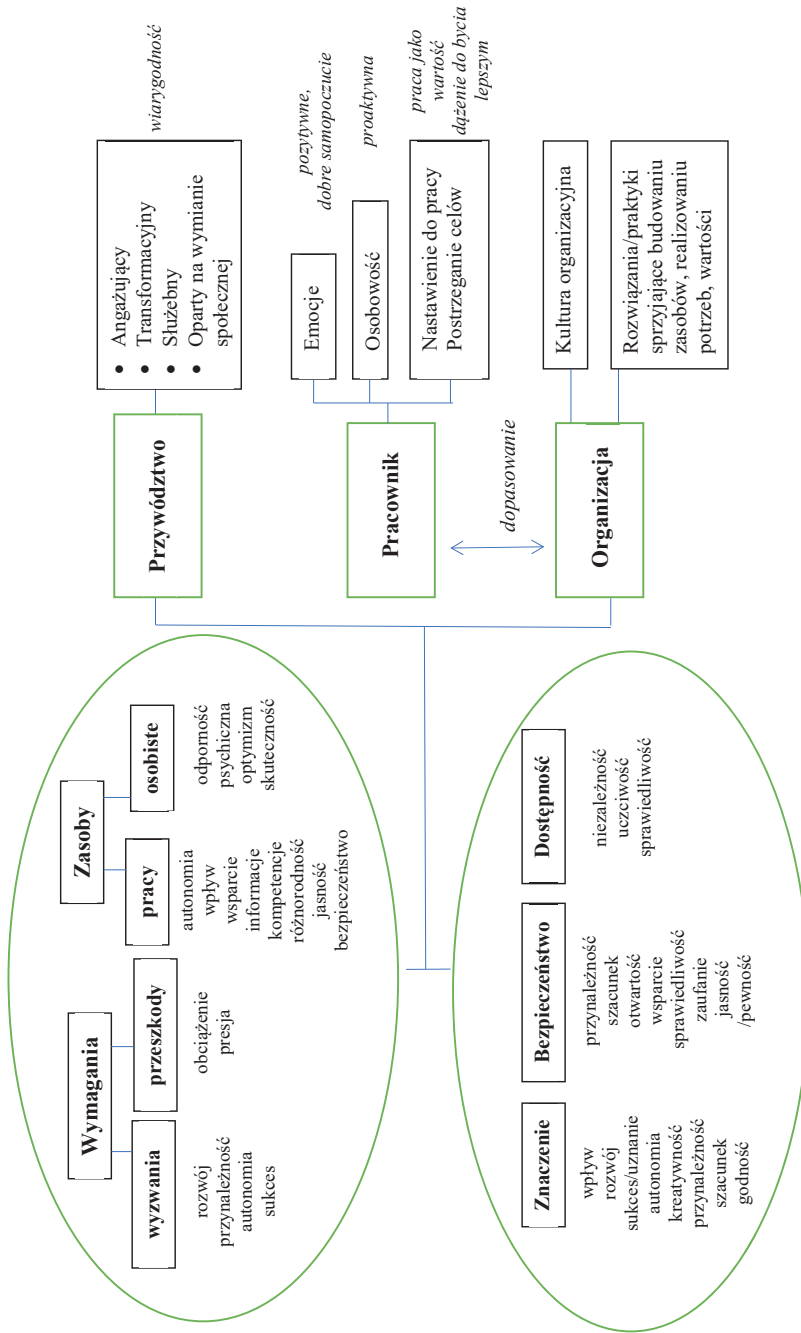 Wymagania
wyzwania
rozwój
przynależność
autonomia
sukces
przeszkody
obciążenie
presja
Zasoby
pracy
autonomia
wpływ
wsparcie
informacje
kompetencje
różnorodność
jasność
bezpieczeństwo
osobiste
odporność
psychiczna
optymizm
skuteczność
Znaczenie
wpływ
rozwój
sukces/uznanie
autonomia
kreatywność
przynależność
szacunek
godność
Bezpieczeństwo
przynależność
szacunek
otwartość
wsparcie
sprawiedliwość
zaufanie
jasność
/pewność
Dostępność
niezależność
uczciwość
sprawiedliwość
Przywództwo
• Angażujący
• Transformacyjny
• Służebny
• Oparty na wymianie
społecznej
wiarygodność
Pracownik
Emocje
pozytywne,
dobre samopoczucie
Osobowość
proaktywna
Nastawienie do pracy
Postrzeganie celów
praca jako
wartość
dążenie do bycia
lepszym
dopasowanie
Organizacja
Kultura organizacyjna
Rozwiązania/praktyki
sprzyjające budowaniu
zasobów, realizowaniu
potrzeb, wartości